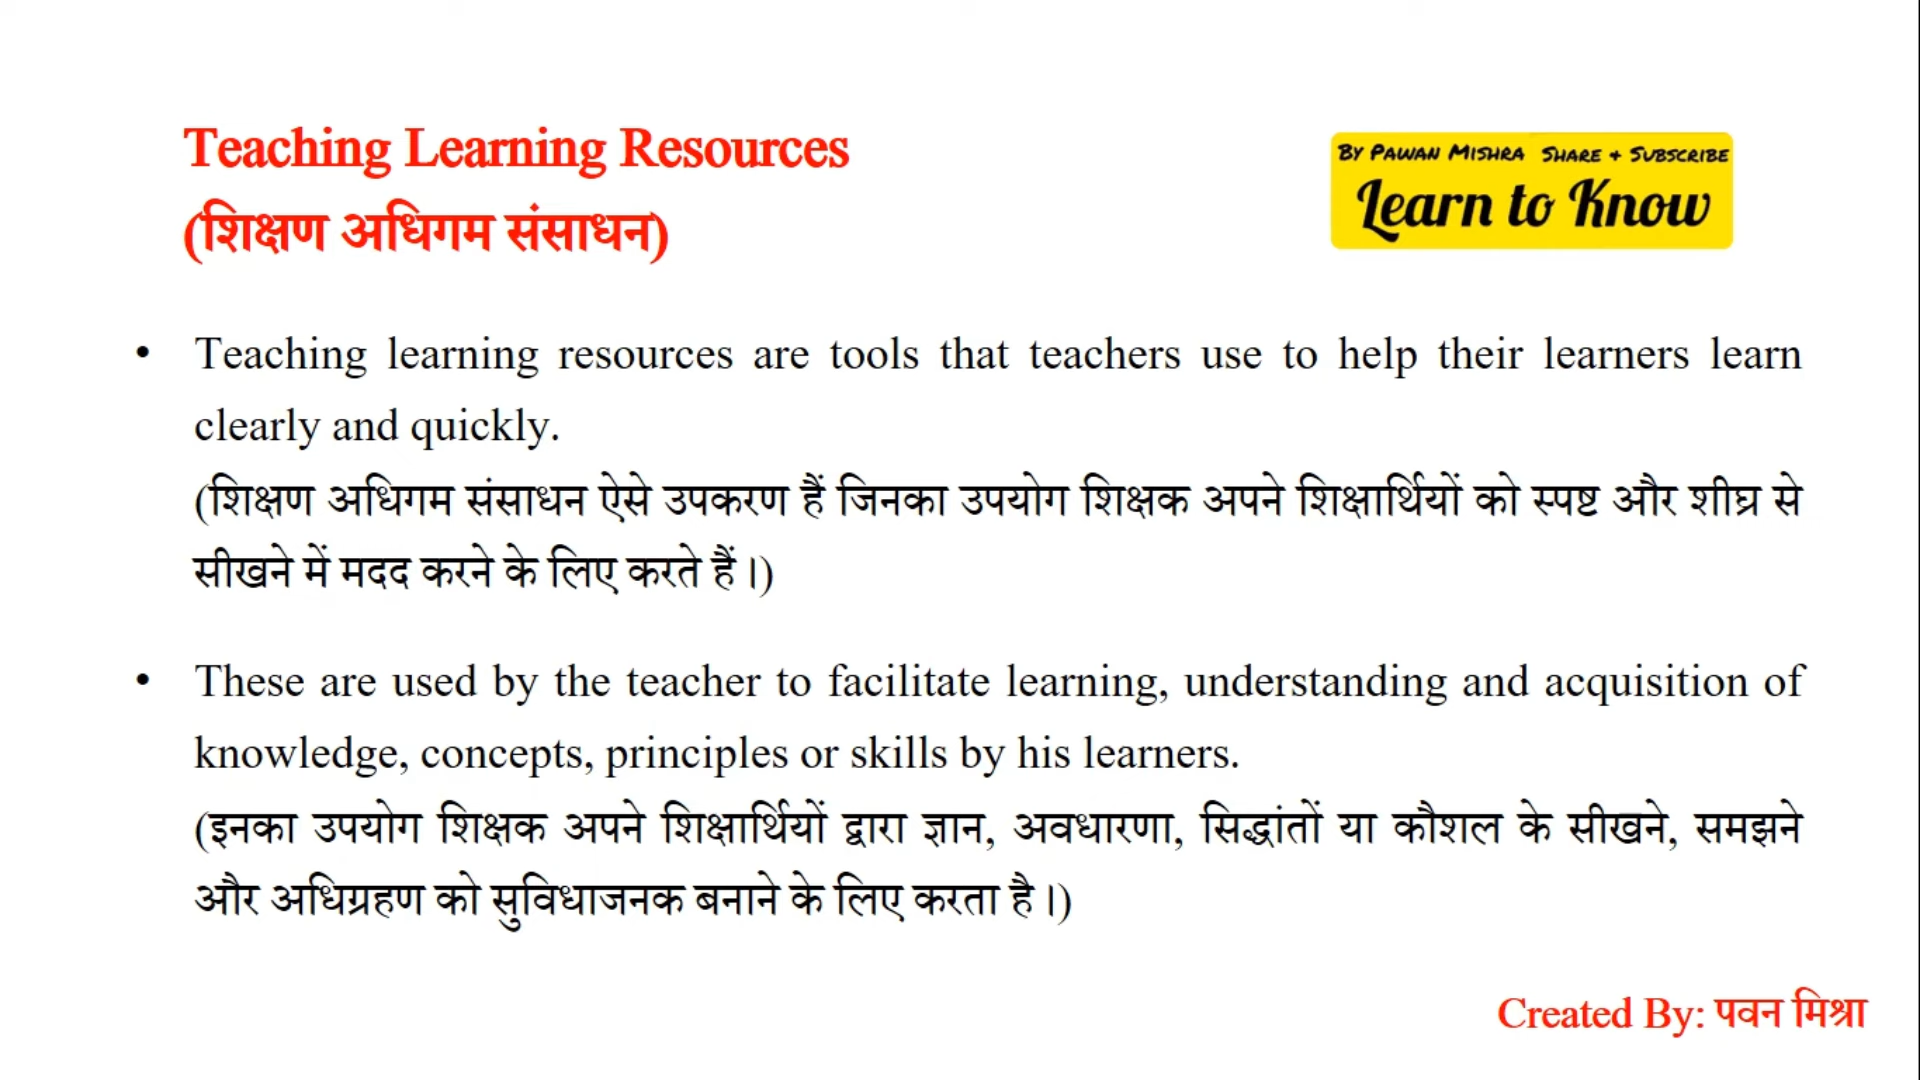 Teaching Learning Resources
(शिक्षण अधिगम संसाधन)
By Pawan Mishra Share + Subscribe
Learn to Know
• Teaching learning resources are tools that teachers use to help their learners learn
clearly and quickly.
(शिक्षण अधिगम संसाधन ऐसे उपकरण हैं जिनका उपयोग शिक्षक अपने शिक्षार्थियों को स्पष्ट और शीघ्र से
सीखने में मदद करने के लिए करते हैं।)
• These are used by the teacher to facilitate learning, understanding and acquisition of
knowledge, concepts, principles or skills by his learners.
(इनका उपयोग शिक्षक अपने शिक्षार्थियों द्वारा ज्ञान, अवधारणा, सिद्धांतों या कौशल के सीखने, समझने
और अधिग्रहण को सुविधाजनक बनाने के लिए करता है।)
Created By: पवन मिश्रा